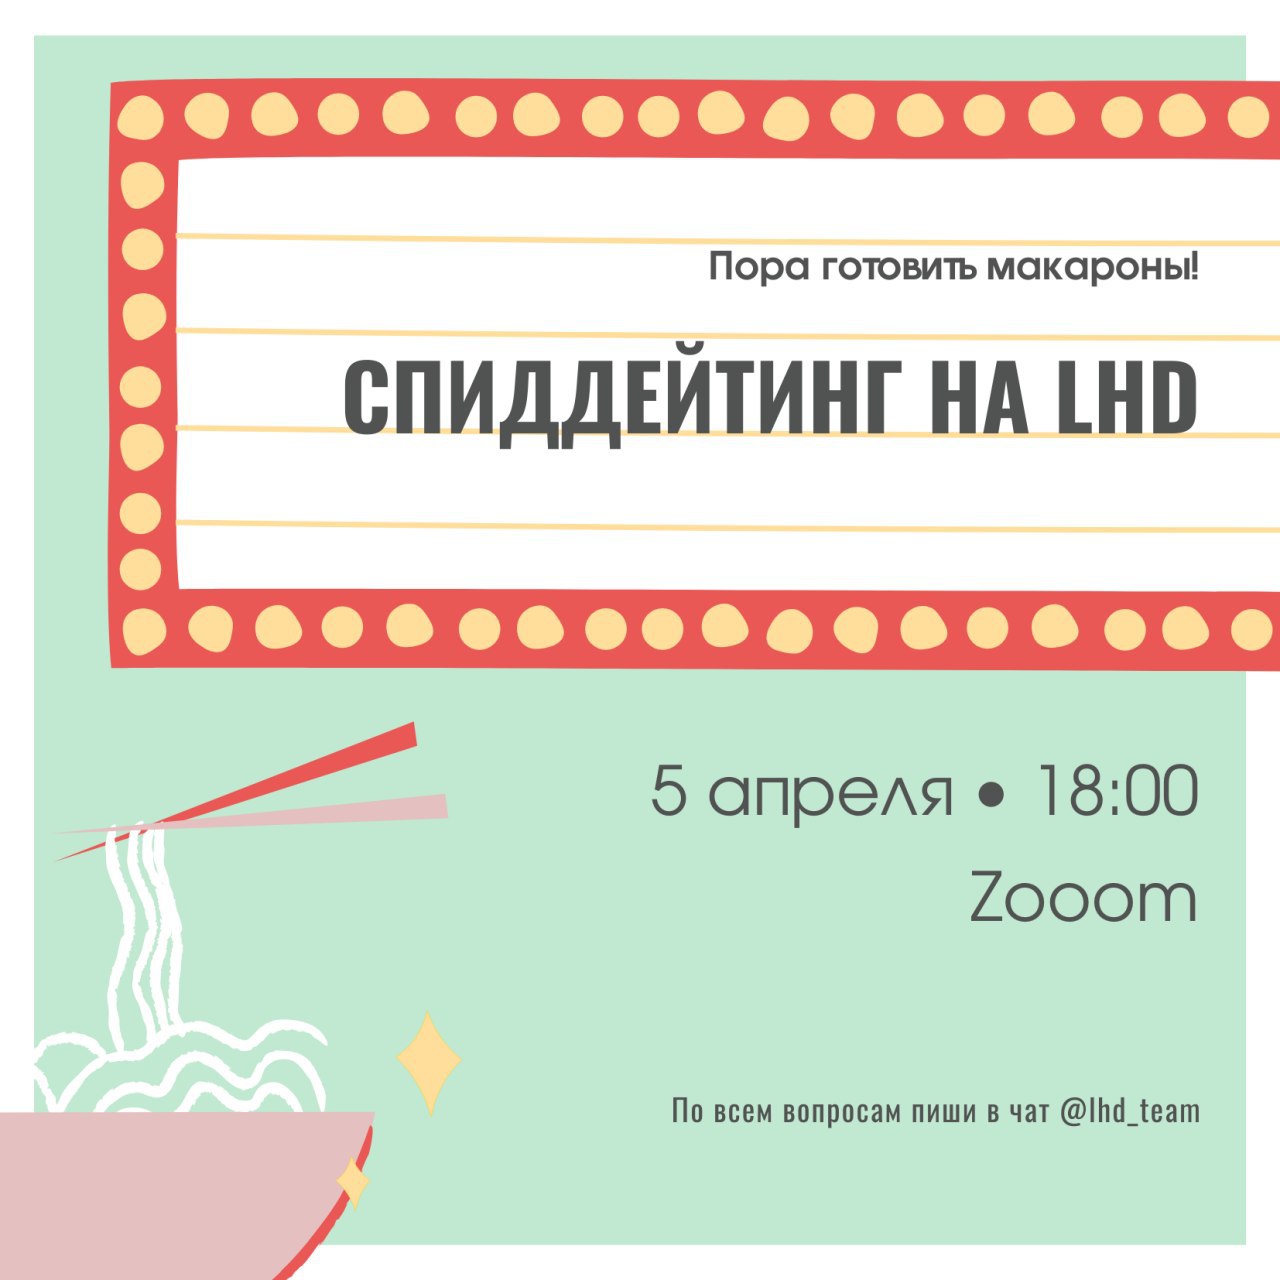 Пора готовить макароны!
СПИДДЕЙТИНГ НА LHD
5 апреля • 18:00
Zooom
По всем вопросам пиши в чат @lhd_team